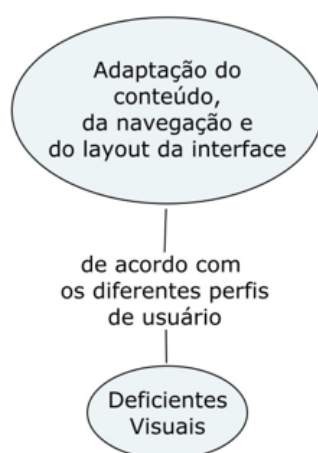 Adaptação do
conteúdo,
da navegação e
do layout da interface
de acordo com
os diferentes perfis
de usuário
Deficientes
Visuais